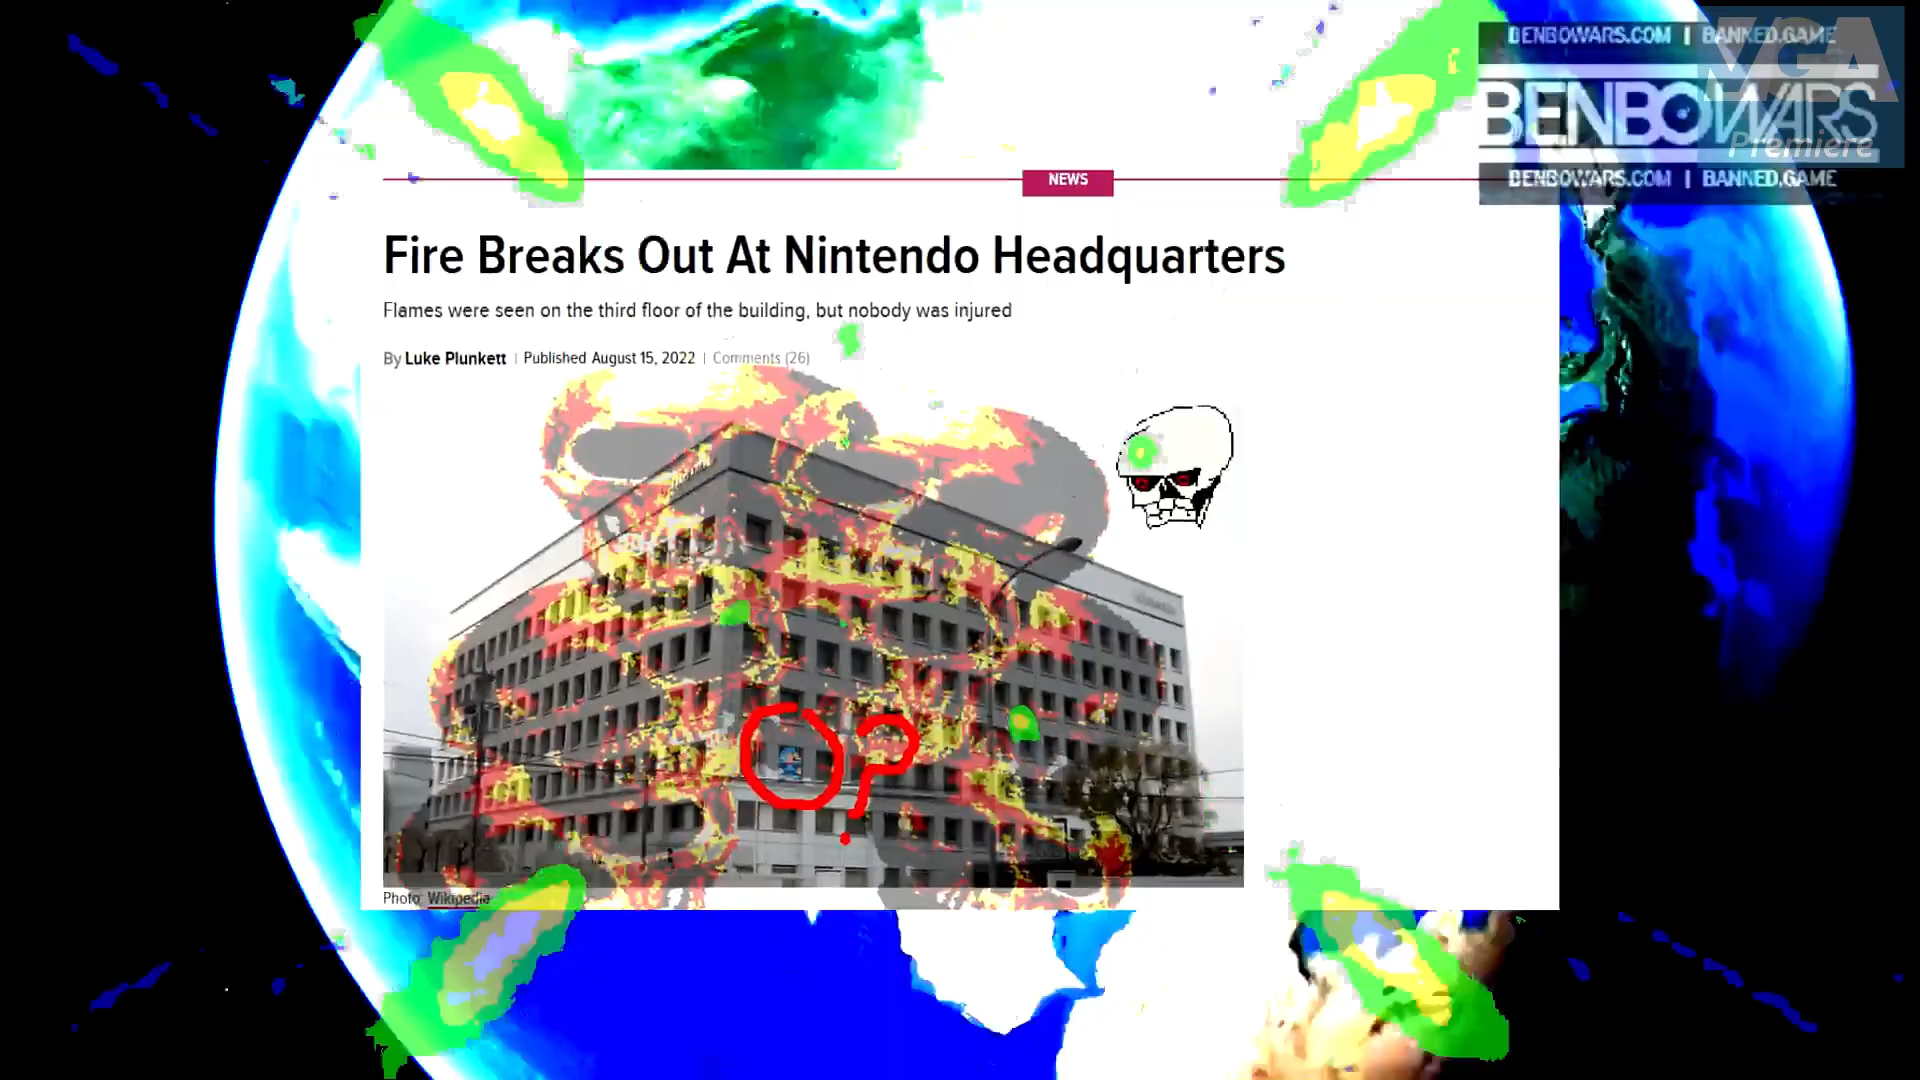 BENBOWARS.COM | BANNED.GAME
VGA
BENBOWARS
Premiere
BENBOWARS.COM | BANNED.GAME
NEWS
Fire Breaks Out At Nintendo Headquarters
Flames were seen on the third floor of the building, but nobody was injured
By Luke Plunkett | Published August 15, 2022 | Comments (26)
?
Photo: Wikipedia